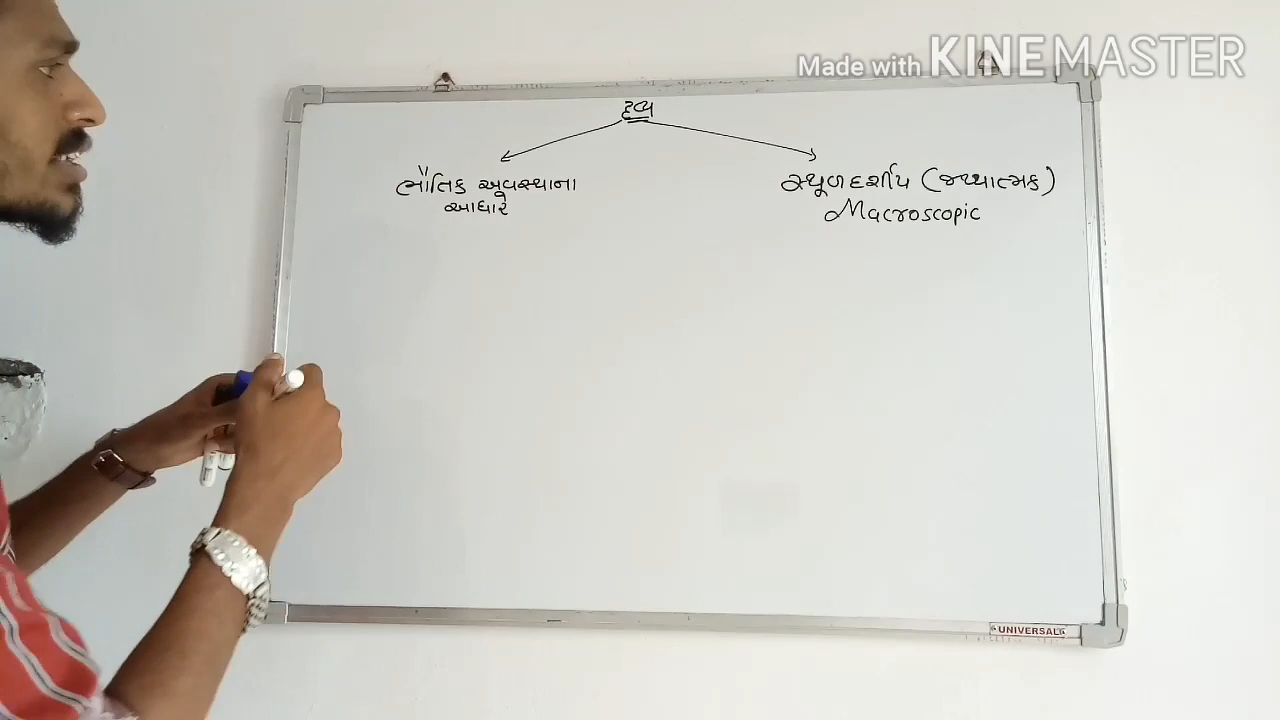 Made with KINEMASTER
દ્રવ્ય
ભૌતિક અવસ્થાના
આધારે
સ્થૂળદર્શીય (જથ્થાત્મક)
Macroscopic
UNIVERSAL